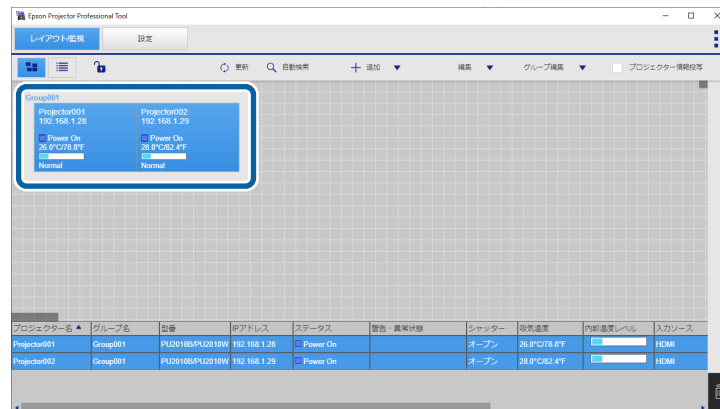 Epson Projector Professional Tool
レイアウト/監視 設定
更新 自動検索 追加 編集 グループ編集 プロジェクター情報投写
Group001
Projector001 Projector002
192.168.1.28 192.168.1.29
Power On Power On
26.0°C/78.8°F 28.0°C/82.4°F
Normal Normal
プロジェクター名 グループ名 型番 IPアドレス ステータス 警告・異常状態 シャッター 吸気温度 内部温度レベル 入力ソース
Projector001 Group001 PU2010B/PU2010W 192.168.1.28 Power On オープン 26.0°C/78.8°F HDMI
Projector002 Group001 PU2010B/PU2010W 192.168.1.29 Power On オープン 28.0°C/82.4°F HDMI